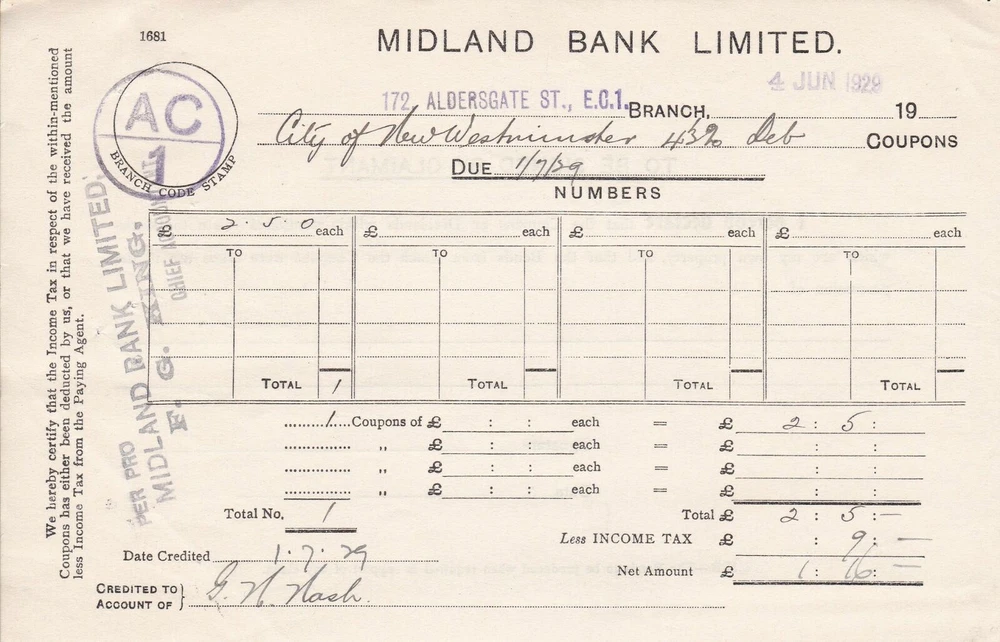 1681
MIDLAND BANK LIMITED.
4 JUN 1929
172, ALDERSGATE ST., E.C.1. BRANCH, 19
City of New Westminster 4½% Deb COUPONS
DUE 1/7/29
NUMBERS
AC
1
BRANCH CODE STAMP
£ 2 . 5 . 0 each £ each £ each £ each
TO TO TO TO
TOTAL 1 TOTAL TOTAL TOTAL
1 Coupons of £ : : each = £ 2 : 5 :
" £ : : each = £ : :
" £ : : each = £ : :
" £ : : each = £ : :
Total No. 1 Total £ 2 : 5 : —
Less INCOME TAX £ : 9 : —
Date Credited 1.7.29 Net Amount £ 1 : 16 : —
CREDITED TO
ACCOUNT OF } G. N. Nash.
We hereby certify that the Income Tax in respect of the within-mentioned
Coupons has either been deducted by us, or that we have received the amount
less Income Tax from the Paying Agent.
PER PRO
MIDLAND BANK LIMITED,
F. G. KING.
CHIEF ACCOUNTANT